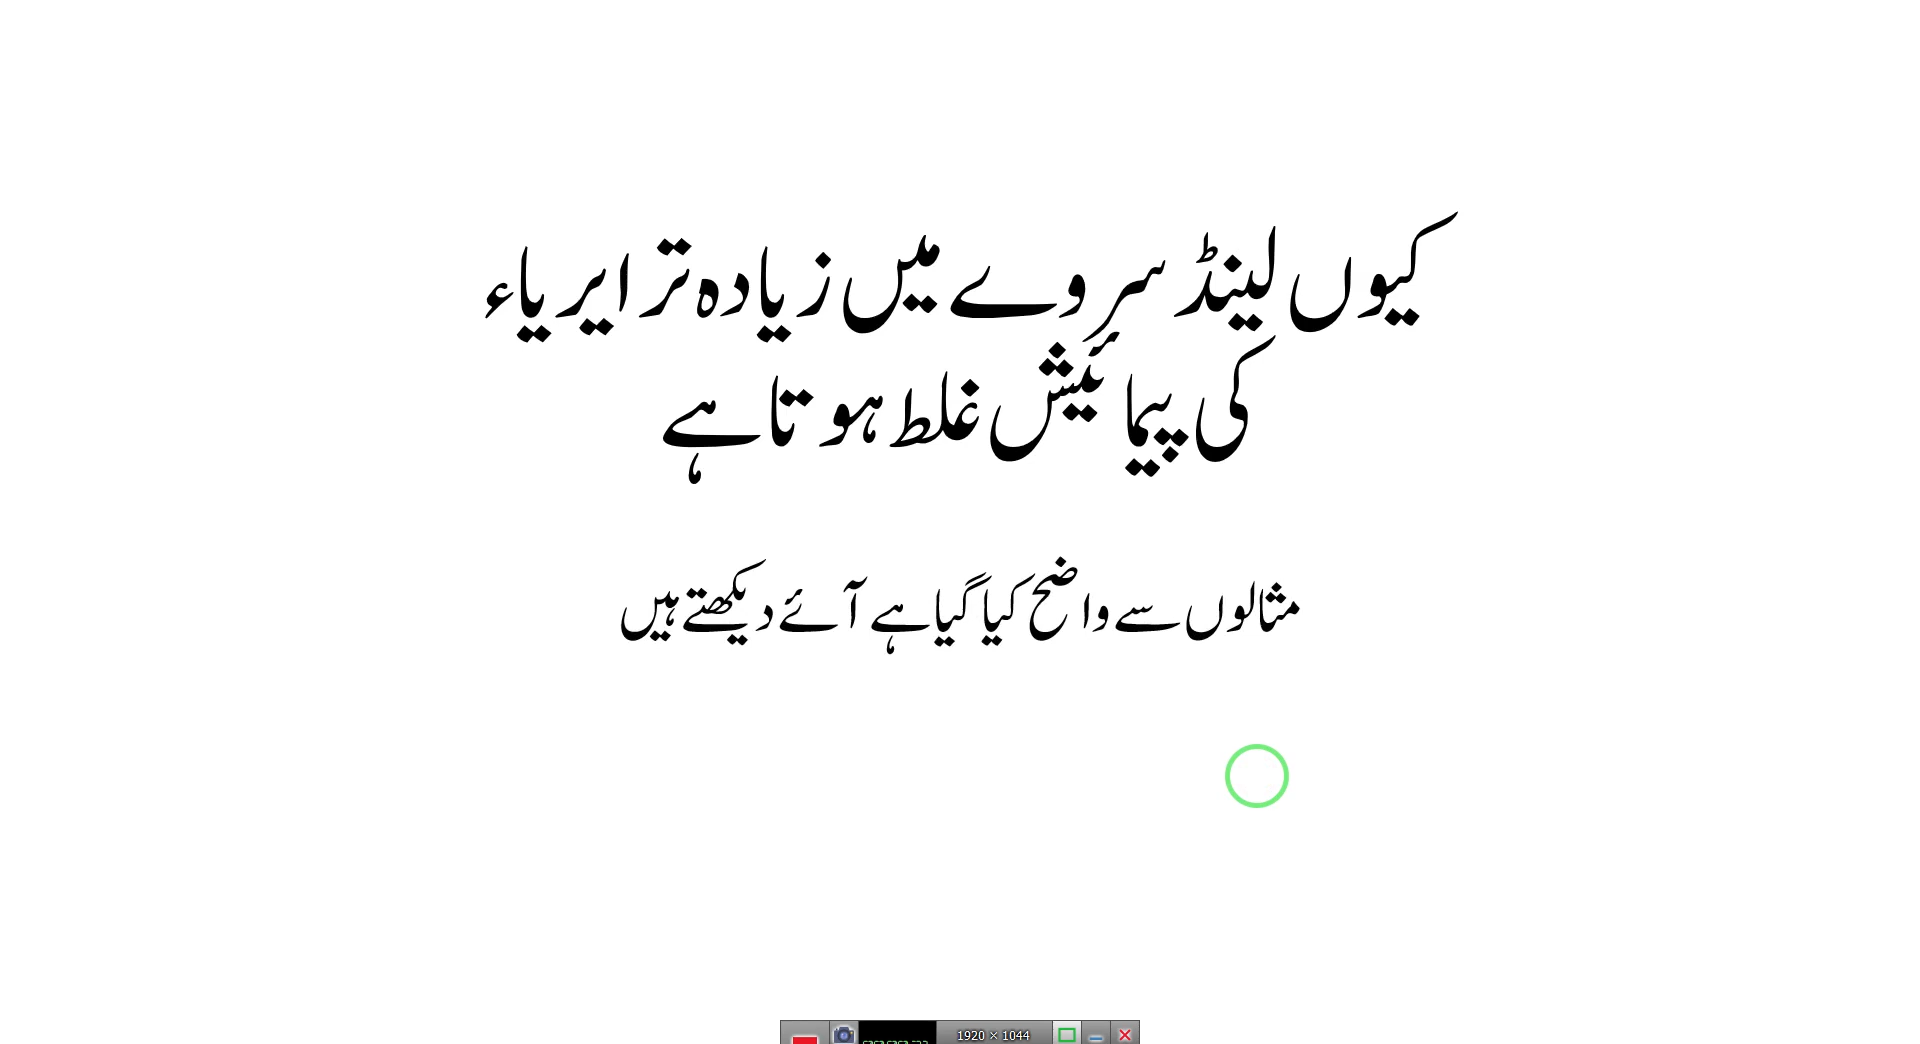 کیوں لینڈ سروے میں زیادہ تر ایریاء
کی پیمائیش غلط ہوتا ہے
مثالوں سے واضح کیا گیا ہے آئے دیکھتے ہیں
1920 × 1044